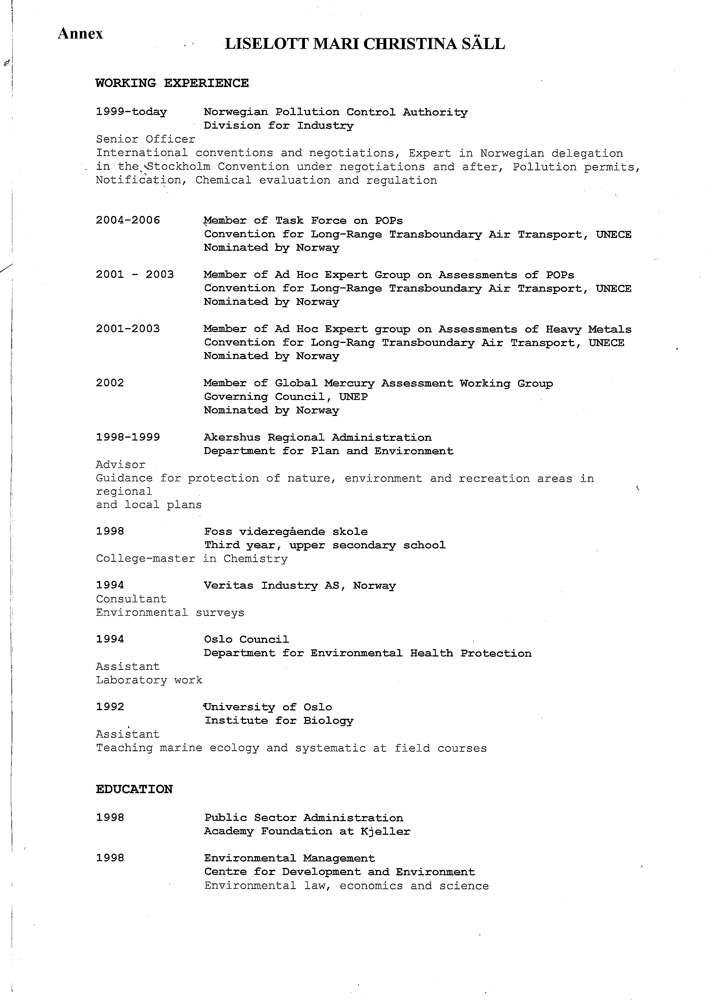 Annex
LISELOTT MARI CHRISTINA SÄLL
WORKING EXPERIENCE
1999-today Norwegian Pollution Control Authority
Division for Industry
Senior Officer
International conventions and negotiations, Expert in Norwegian delegation
in the Stockholm Convention under negotiations and after, Pollution permits,
Notification, Chemical evaluation and regulation
2004-2006 Member of Task Force on POPs
Convention for Long-Range Transboundary Air Transport, UNECE
Nominated by Norway
2001 - 2003 Member of Ad Hoc Expert Group on Assessments of POPs
Convention for Long-Range Transboundary Air Transport, UNECE
Nominated by Norway
2001-2003 Member of Ad Hoc Expert group on Assessments of Heavy Metals
Convention for Long-Rang Transboundary Air Transport, UNECE
Nominated by Norway
2002 Member of Global Mercury Assessment Working Group
Governing Council, UNEP
Nominated by Norway
1998-1999 Akershus Regional Administration
Department for Plan and Environment
Advisor
Guidance for protection of nature, environment and recreation areas in
regional
and local plans
1998 Foss videregående skole
Third year, upper secondary school
College-master in Chemistry
1994 Veritas Industry AS, Norway
Consultant
Environmental surveys
1994 Oslo Council
Department for Environmental Health Protection
Assistant
Laboratory work
1992 University of Oslo
Institute for Biology
Assistant
Teaching marine ecology and systematic at field courses
EDUCATION
1998 Public Sector Administration
Academy Foundation at Kjeller
1998 Environmental Management
Centre for Development and Environment
Environmental law, economics and science